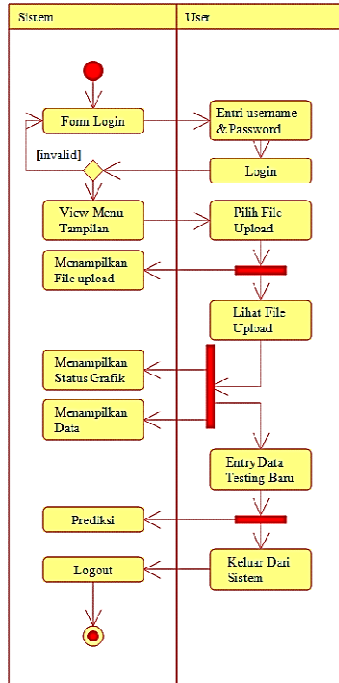 Sistem
User
Form Login
Entri username
& Password
[invalid]
Login
View Menu
Tampilan
Pilih File
Upload
Menampilkan
File upload
Lihat File
Upload
Menampilkan
Status Grafik
Menampilkan
Data
Entry Data
Testing Baru
Prediksi
Keluar Dari
Sistem
Logout